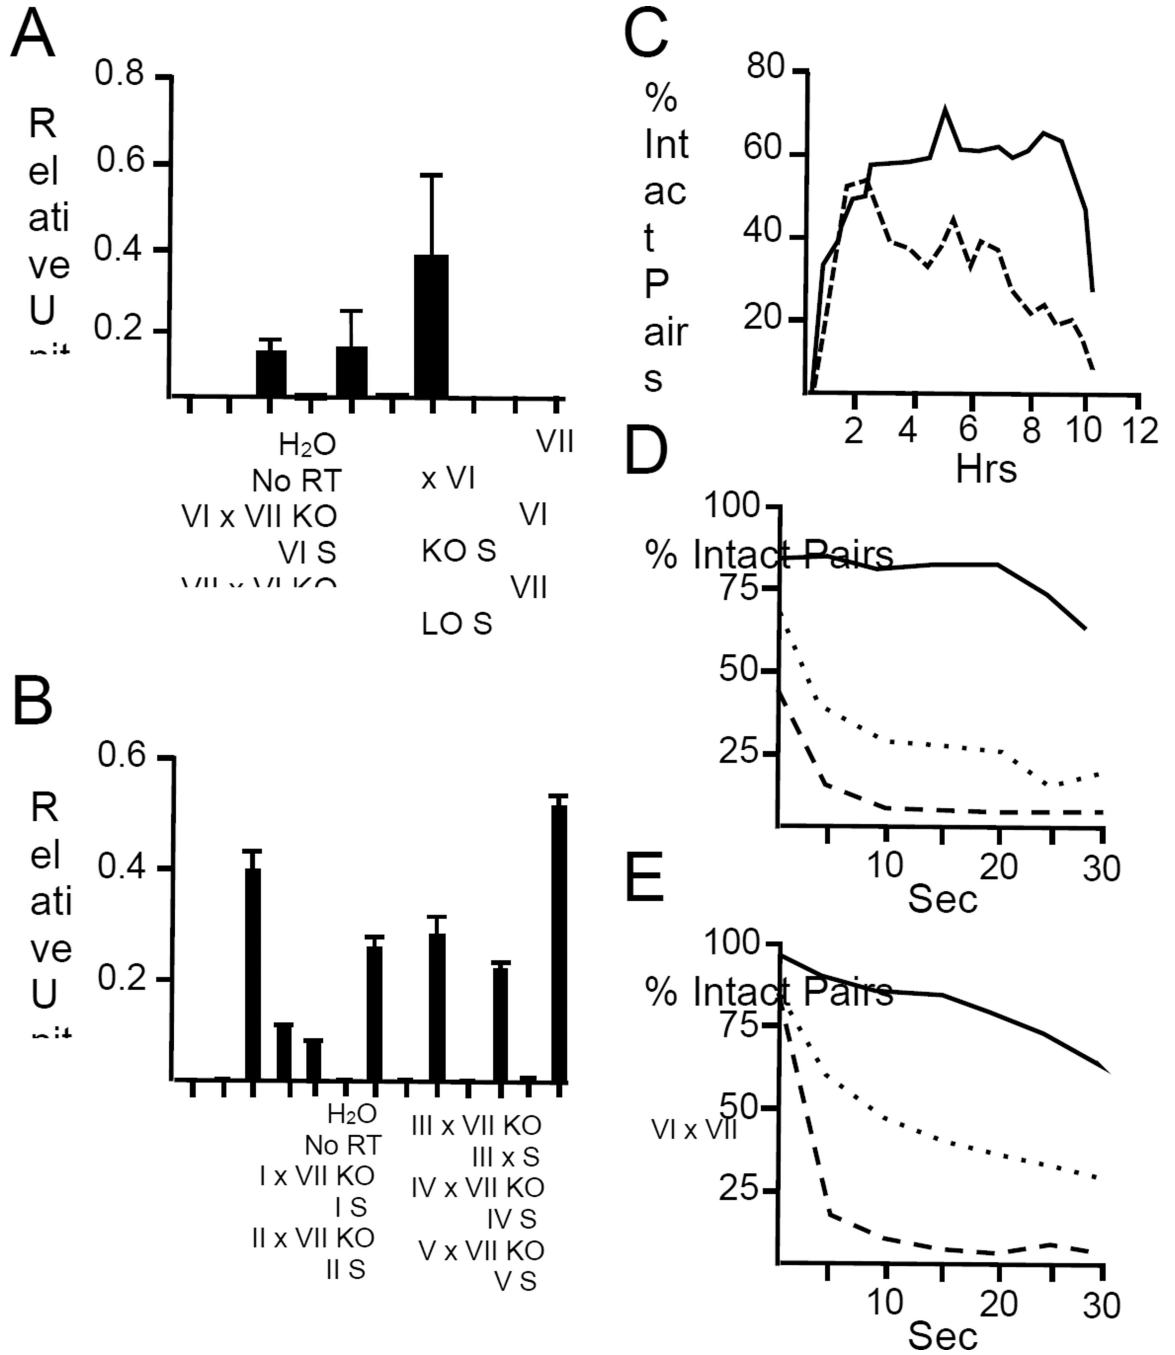 A
0.8
0.6
0.4
0.2
R
el
ati
ve
U
H₂O
VII
No RT
x VI
VI x VII KO
VI
VI S
KO S
VII x VI KO
VII
LO S
B
0.6
0.4
0.2
R
el
ati
ve
U
H₂O
No RT
I x VII KO
I S
II x VII KO
II S
III x VII KO
III x S
IV x VII KO
IV S
V x VII KO
V S
C
80
60
40
20
%
Int
ac
t
P
air
s
2 4 6 8 10 12
Hrs
D
100
% Intact Pairs
75
50
25
10 20 30
Sec
E
100
% Intact Pairs
75
50
VI x VII
25
10 20 30
Sec